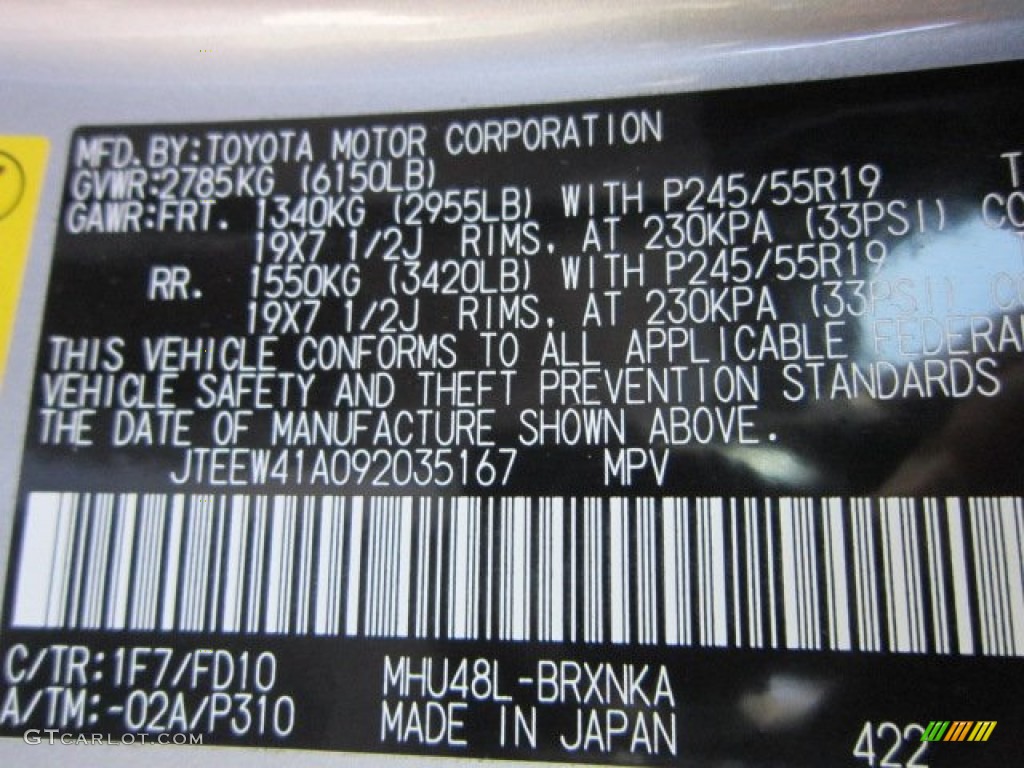 MFD. BY: TOYOTA MOTOR CORPORATION
GVWR: 2785KG (6150LB)
GAWR: FRT. 1340KG (2955LB) WITH P245/55R19
19X7 1/2J RIMS, AT 230KPA (33PSI)
RR. 1550KG (3420LB) WITH P245/55R19
19X7 1/2J RIMS, AT 230KPA (33PSI)
THIS VEHICLE CONFORMS TO ALL APPLICABLE FEDERA
VEHICLE SAFETY AND THEFT PREVENTION STANDARDS
THE DATE OF MANUFACTURE SHOWN ABOVE.
JTEEW41A092035167 MPV
C/TR: 1F7/FD10 MHU48L-BRXNKA
A/TM: -02A/P310 MADE IN JAPAN
422
GTCARLOT.COM